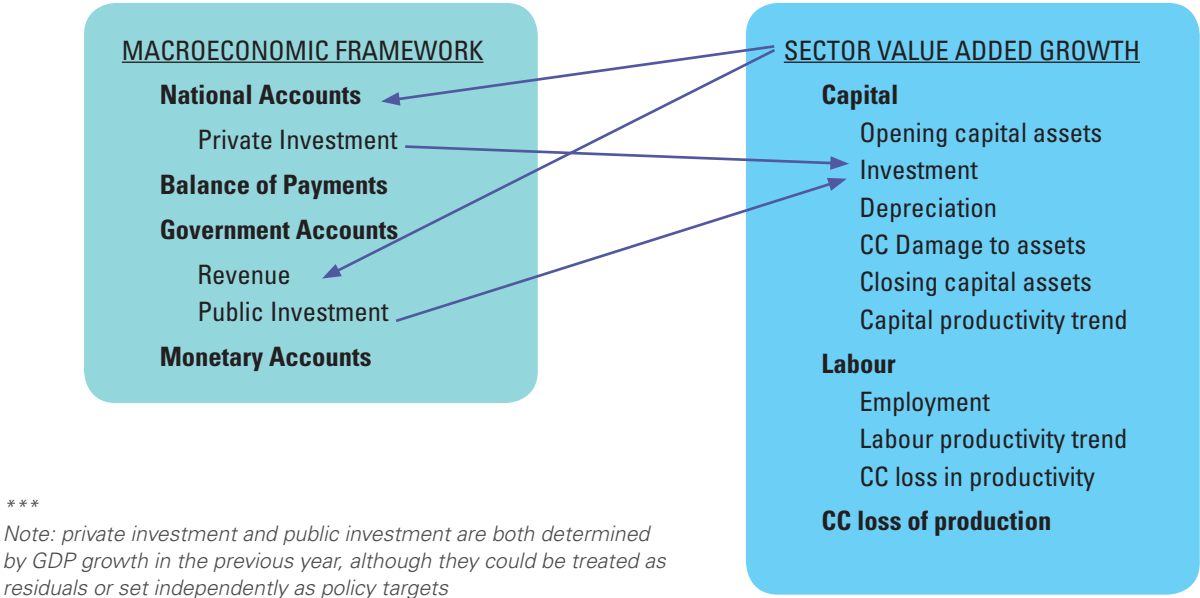 MACROECONOMIC FRAMEWORK
National Accounts
Private Investment
Balance of Payments
Government Accounts
Revenue
Public Investment
Monetary Accounts
SECTOR VALUE ADDED GROWTH
Capital
Opening capital assets
Investment
Depreciation
CC Damage to assets
Closing capital assets
Capital productivity trend
Labour
Employment
Labour productivity trend
CC loss in productivity
CC loss of production
***
Note: private investment and public investment are both determined
by GDP growth in the previous year, although they could be treated as
residuals or set independently as policy targets